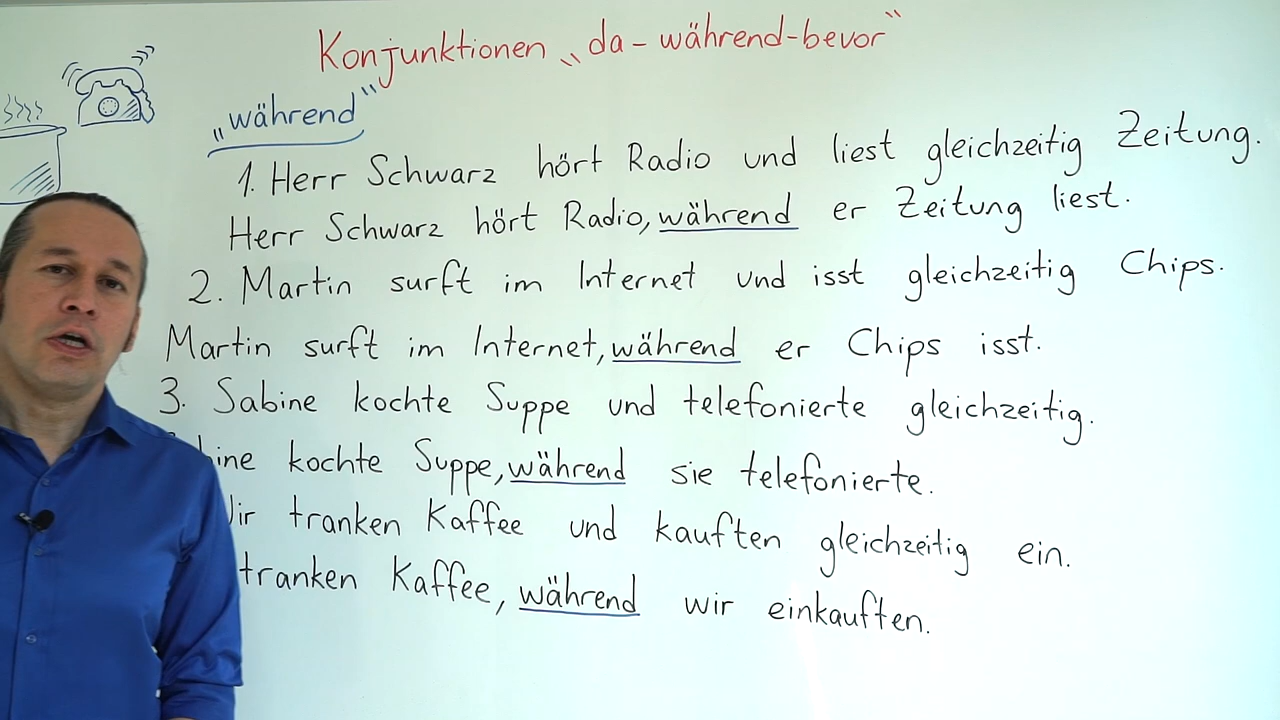 Konjunktionen „da - während - bevor“
„während“
1. Herr Schwarz hört Radio und liest gleichzeitig Zeitung.
Herr Schwarz hört Radio, während er Zeitung liest.
2. Martin surft im Internet und isst gleichzeitig Chips.
Martin surft im Internet, während er Chips isst.
3. Sabine kochte Suppe und telefonierte gleichzeitig.
ine kochte Suppe, während sie telefonierte.
ir tranken Kaffee und kauften gleichzeitig ein.
tranken Kaffee, während wir einkauften.